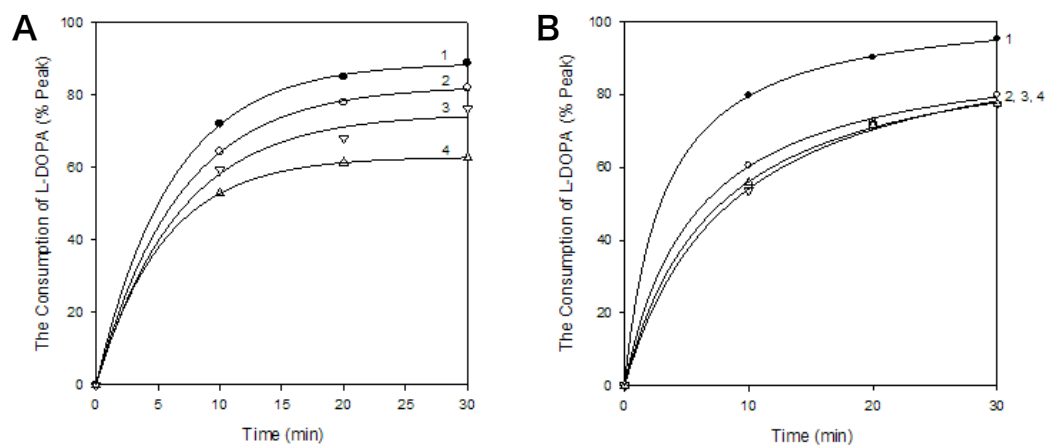 A
The Consumption of L-DOPA (% Peak)
100
80
60
40
20
0
1
2
3
4
0 5 10 15 20 25 30
Time (min)
B
The Consumption of L-DOPA (% Peak)
100
80
60
40
20
0
1
2, 3, 4
0 10 20 30
Time (min)